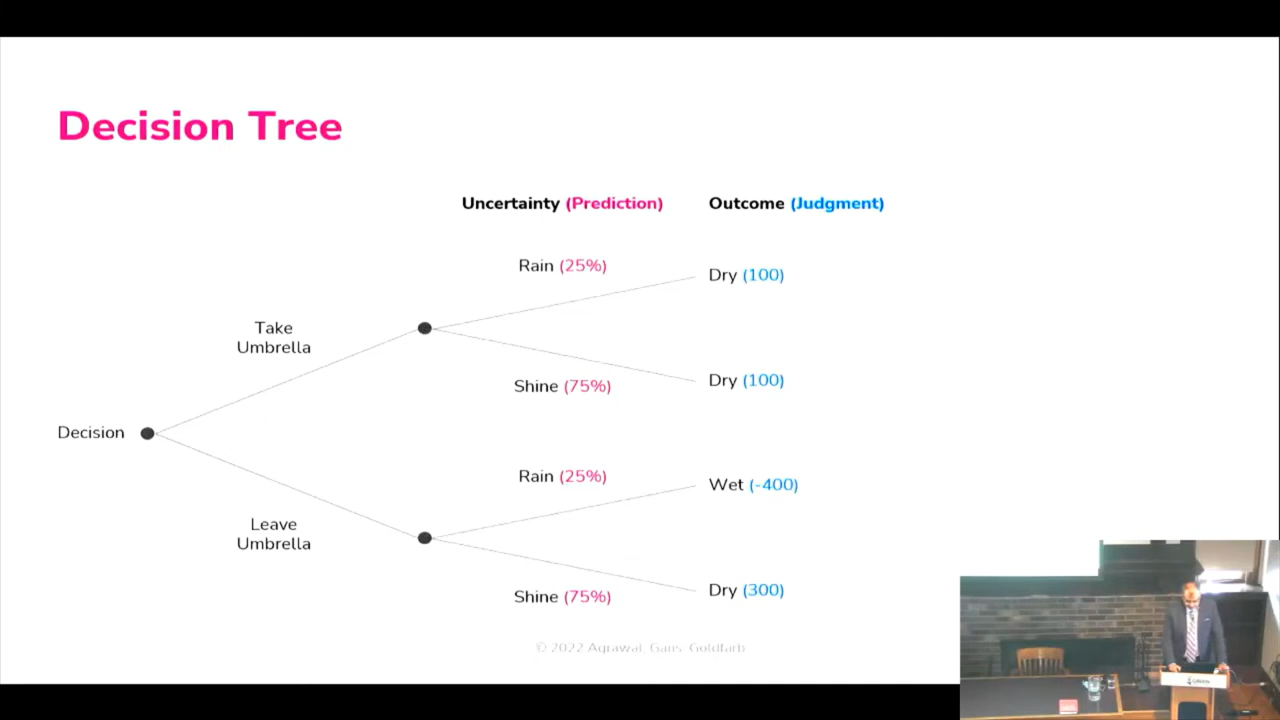 Decision Tree
Uncertainty (Prediction)
Outcome (Judgment)
Rain (25%)
Dry (100)
Take
Umbrella
Dry (100)
Shine (75%)
Decision
Rain (25%)
Wet (-400)
Leave
Umbrella
Dry (300)
Shine (75%)
© 2022 Agrawal, Gans, Goldfarb